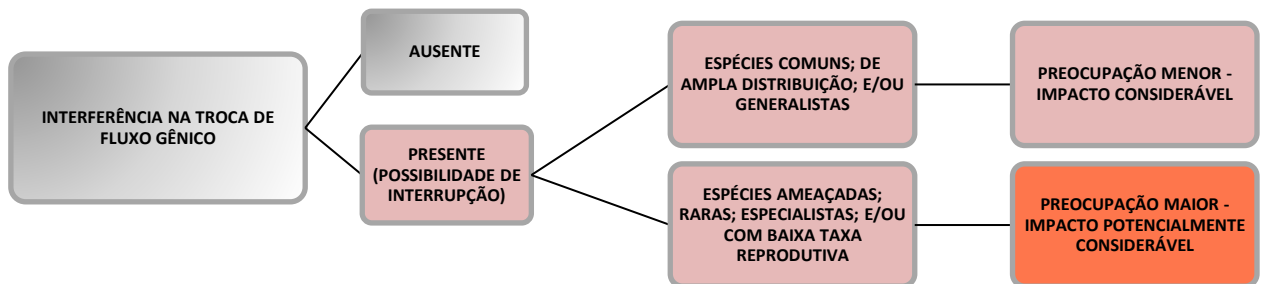 INTERFERÊNCIA NA TROCA DE
FLUXO GÊNICO
AUSENTE
PRESENTE
(POSSIBILIDADE DE
INTERRUPÇÃO)
ESPÉCIES COMUNS; DE
AMPLA DISTRIBUIÇÃO; E/OU
GENERALISTAS
PREOCUPAÇÃO MENOR -
IMPACTO CONSIDERÁVEL
ESPÉCIES AMEAÇADAS;
RARAS; ESPECIALISTAS; E/OU
COM BAIXA TAXA
REPRODUTIVA
PREOCUPAÇÃO MAIOR -
IMPACTO POTENCIALMENTE
CONSIDERÁVEL